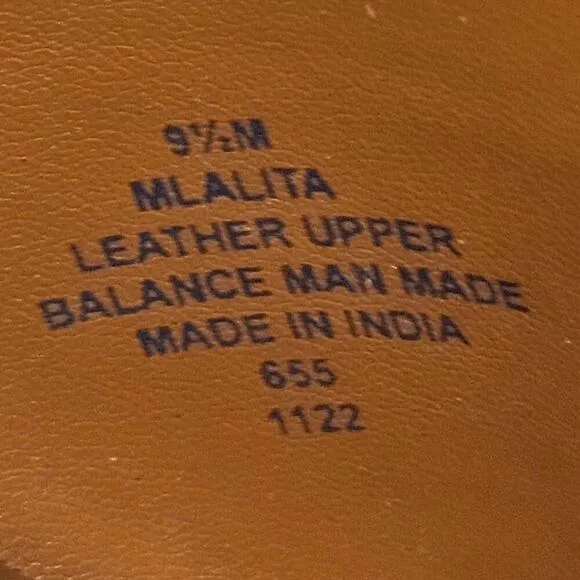 9½M
MLALITA
LEATHER UPPER
BALANCE MAN MADE
MADE IN INDIA
655
1122